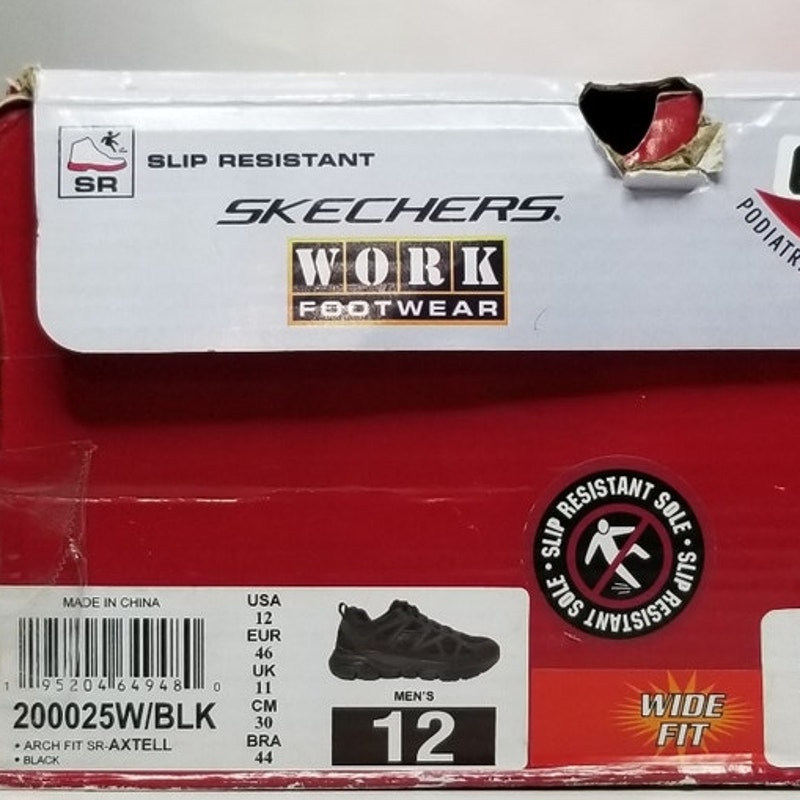 SR
SLIP RESISTANT
SKECHERS.
WORK
FOOTWEAR
SLIP RESISTANT SOLE • SLIP RESISTANT SOLE •
MADE IN CHINA
1 95204 64948 0
200025W/BLK
• ARCH FIT SR-AXTELL
• BLACK
USA
12
EUR
46
UK
11
CM
30
BRA
44
MEN'S
12
WIDE
FIT